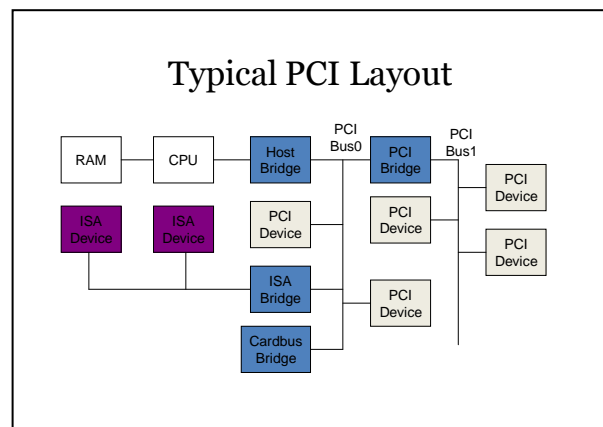 Typical PCI Layout
RAM
CPU
Host
Bridge
PCI
Bus0
PCI
Bridge
PCI
Bus1
PCI
Device
ISA
Device
ISA
Device
PCI
Device
PCI
Device
PCI
Device
ISA
Bridge
PCI
Device
Cardbus
Bridge